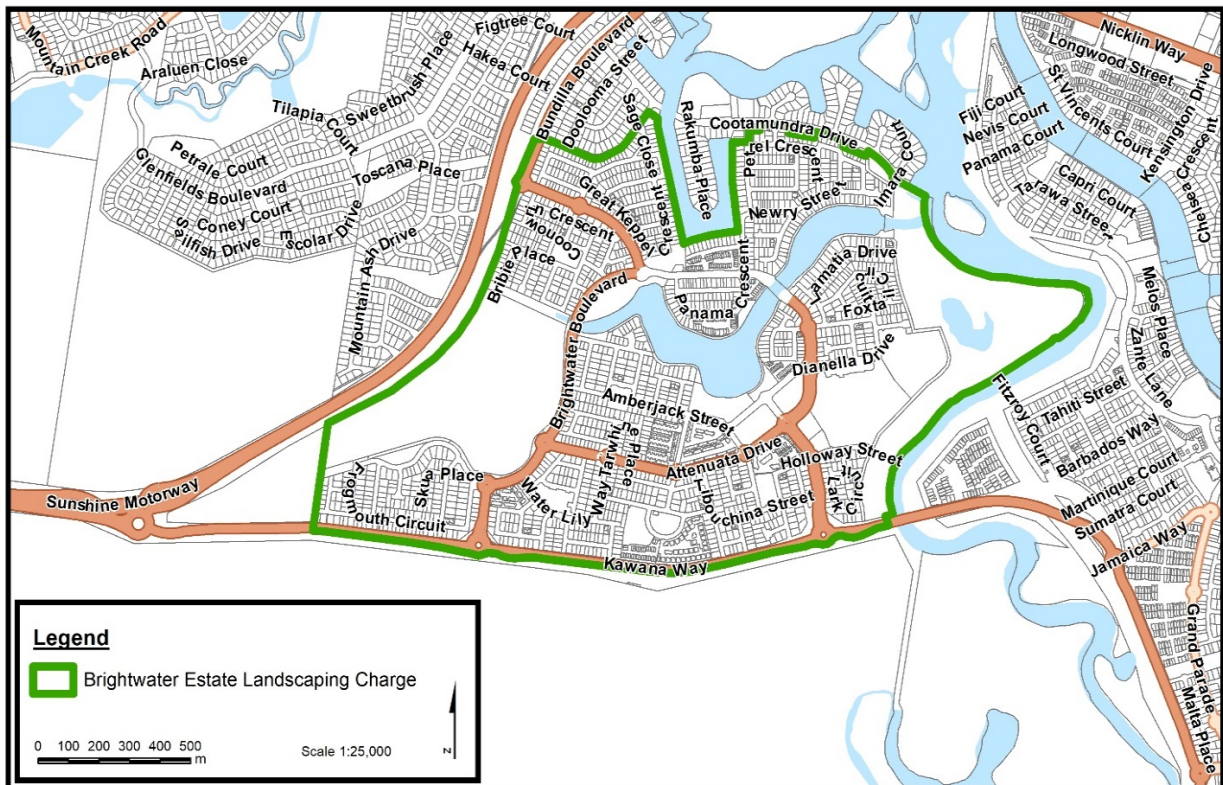 Mountain Creek Road
Araluen Close
Figtree Court
Hakea Court
Sweetbrush Place
Tilapia Court
Petrale Court
Glenfields Boulevard
Toscana Place
Coney Court
Sailfish Drive
Escolar Drive
Mountain Ash Drive
Bundilla Boulevard
Doolooma Street
Sage Close
Rakumba Place
Cootamundra Drive
Petrel Crescent
Newry Street
Imara Court
Great Keppel
Crescent
Coonowrin Crescent
Bribie Place
Brightwater Boulevard
Panama
Crescent
Lamatia Drive
Foxtail
Dianella Drive
Amberjack Street
Attenuata Drive
Holloway Street
Lark Circuit
Tibouchina Street
Tarwhine Place
Water Lily Way
Skua Place
Frogmouth Circuit
Kawana Way
Sunshine Motorway
Nicklin Way
Longwood Street
St Vincents Court
Kensington Drive
Chelsea Crescent
Fiji Court
Nevis Court
Panama Court
Capri Court
Tarawa Street
Melos Place
Zante Lane
Fitzroy Court
Tahiti Street
Barbados Way
Martinique Court
Sumatra Court
Jamaica Way
Grand Parade
Malta Place
Legend
Brightwater Estate Landscaping Charge
0 100 200 300 400 500
m
Scale 1:25,000
N